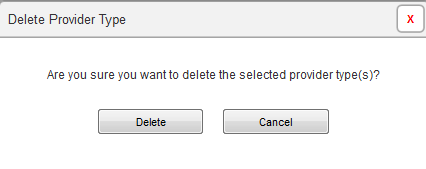 Delete Provider Type
X
Are you sure you want to delete the selected provider type(s)?
Delete
Cancel